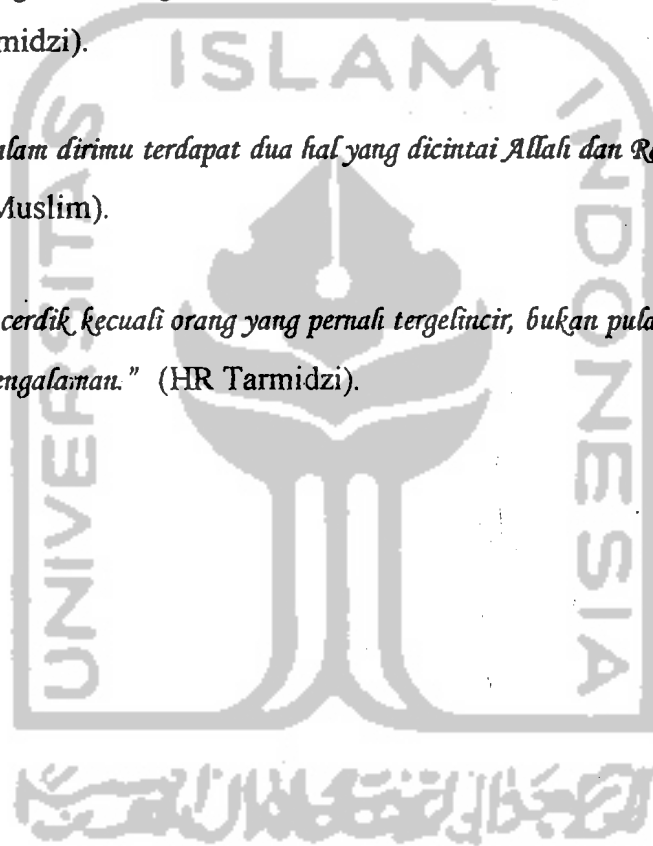 midzi).
ISLAM
alam dirimu terdapat dua hal yang dicintai Allah dan
Muslim).
cerdik kecuali orang yang pernah tergelincir, bukan pula
engalaman." (HR Tarmidzi).
UNIVERSITAS
INDONESIA